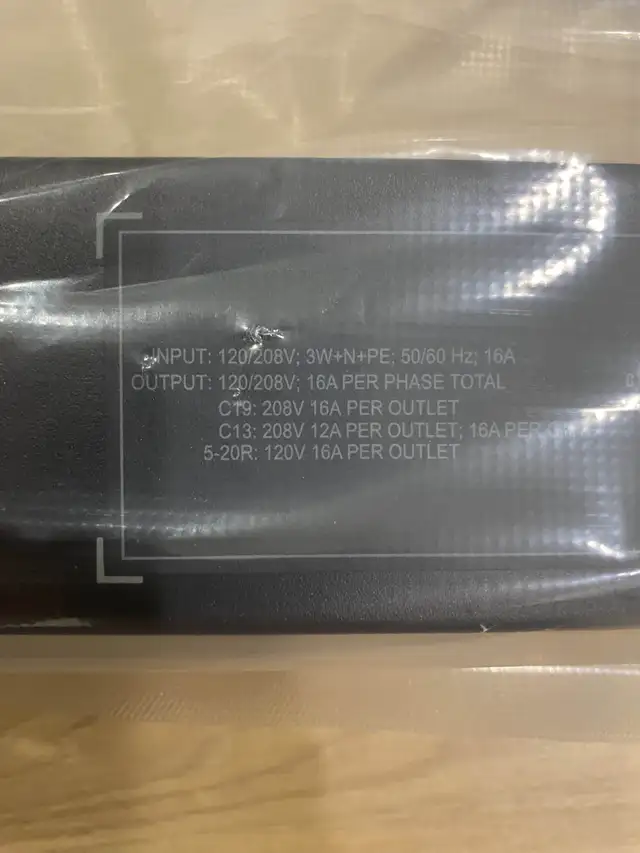 INPUT: 120/208V; 3W+N+PE; 50/60 Hz; 16A
OUTPUT: 120/208V; 16A PER PHASE TOTAL
C19: 208V 16A PER OUTLET
C13: 208V 12A PER OUTLET; 16A PER
5-20R: 120V 16A PER OUTLET